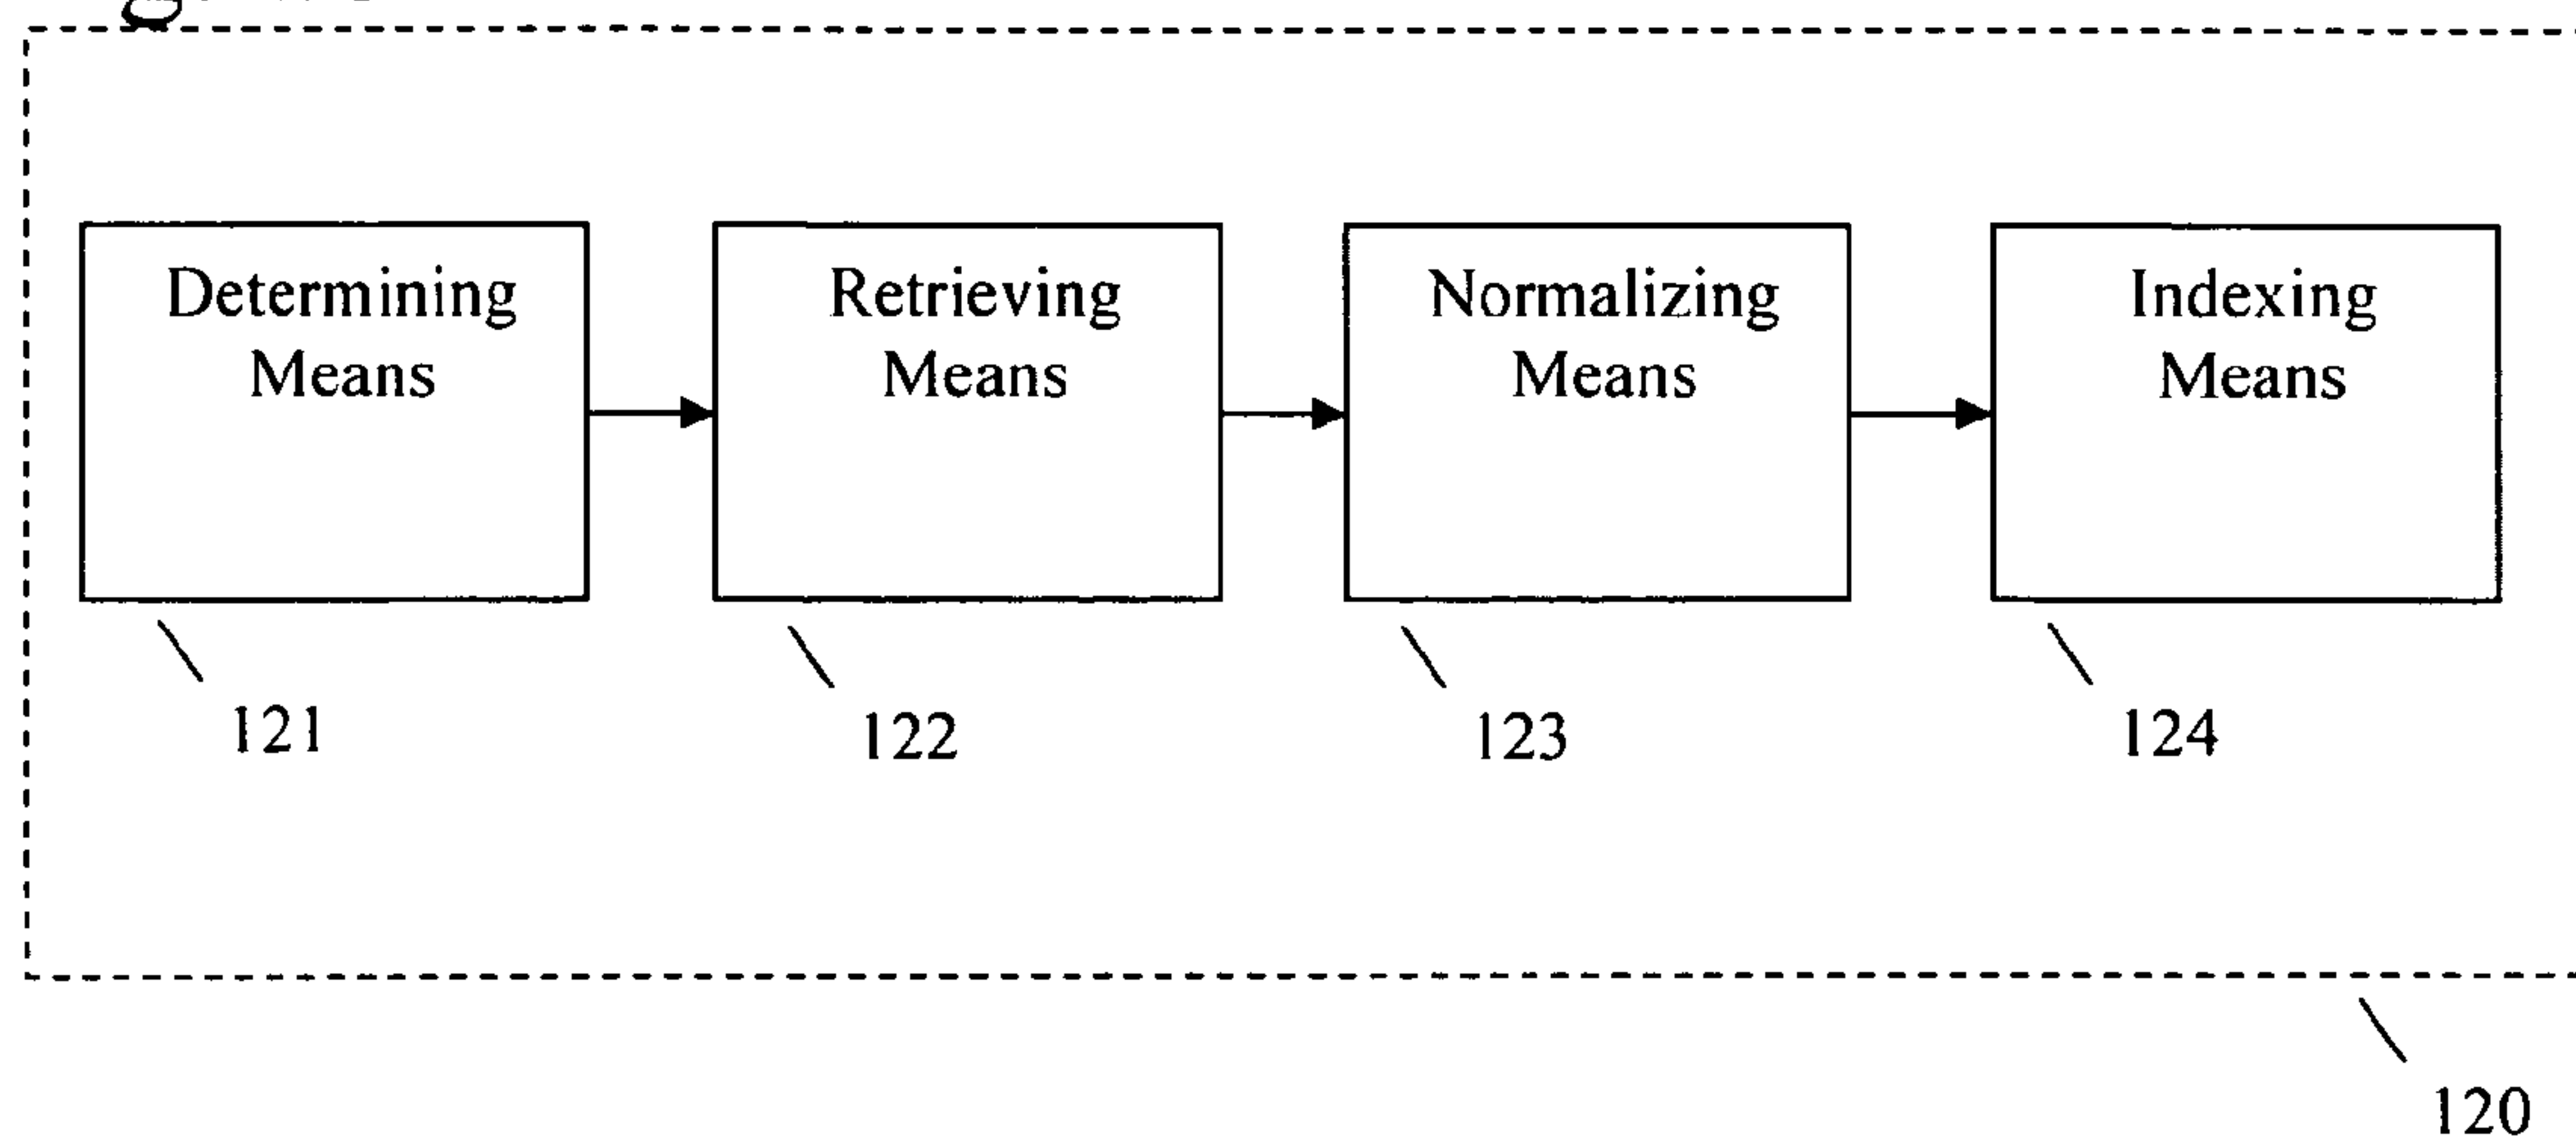 Determining
Means
Retrieving
Means
Normalizing
Means
Indexing
Means
121
122
123
124
120